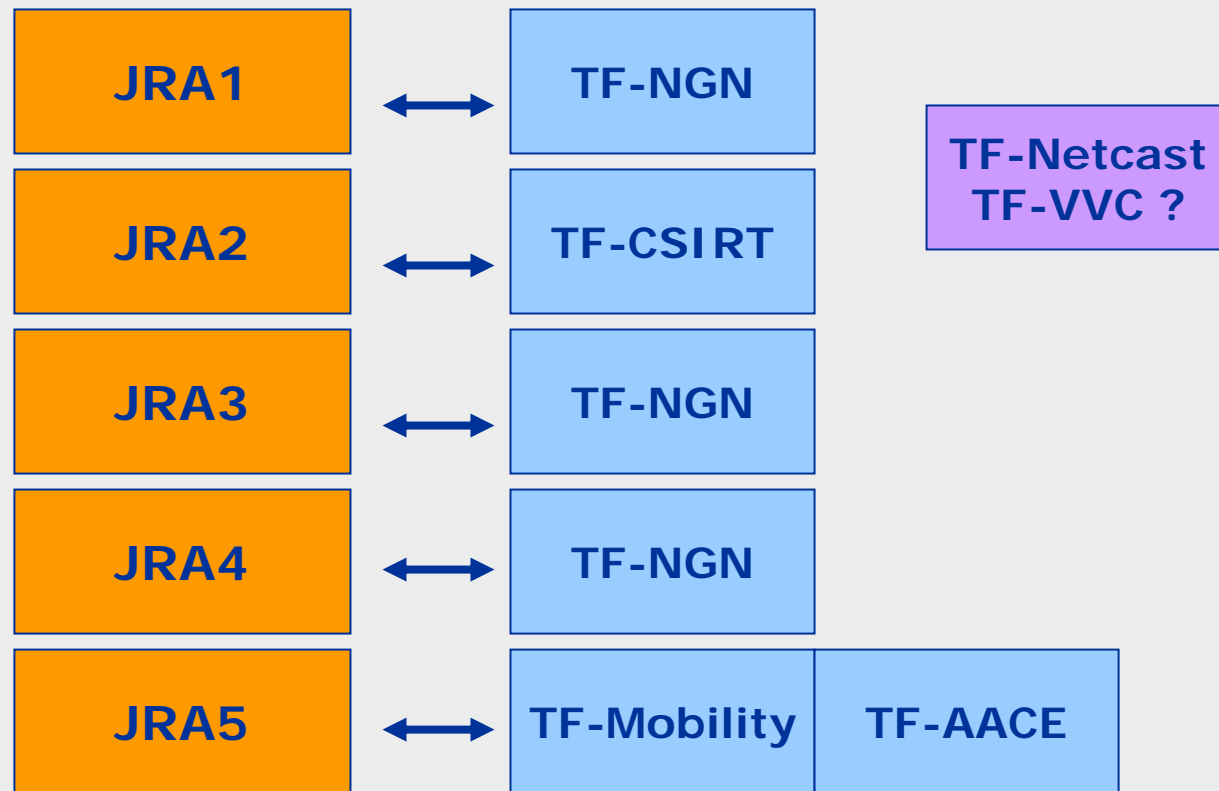 JRA1
TF-NGN
TF-Netcast
TF-VVC ?
JRA2
TF-CSIRT
JRA3
TF-NGN
JRA4
TF-NGN
JRA5
TF-Mobility
TF-AACE